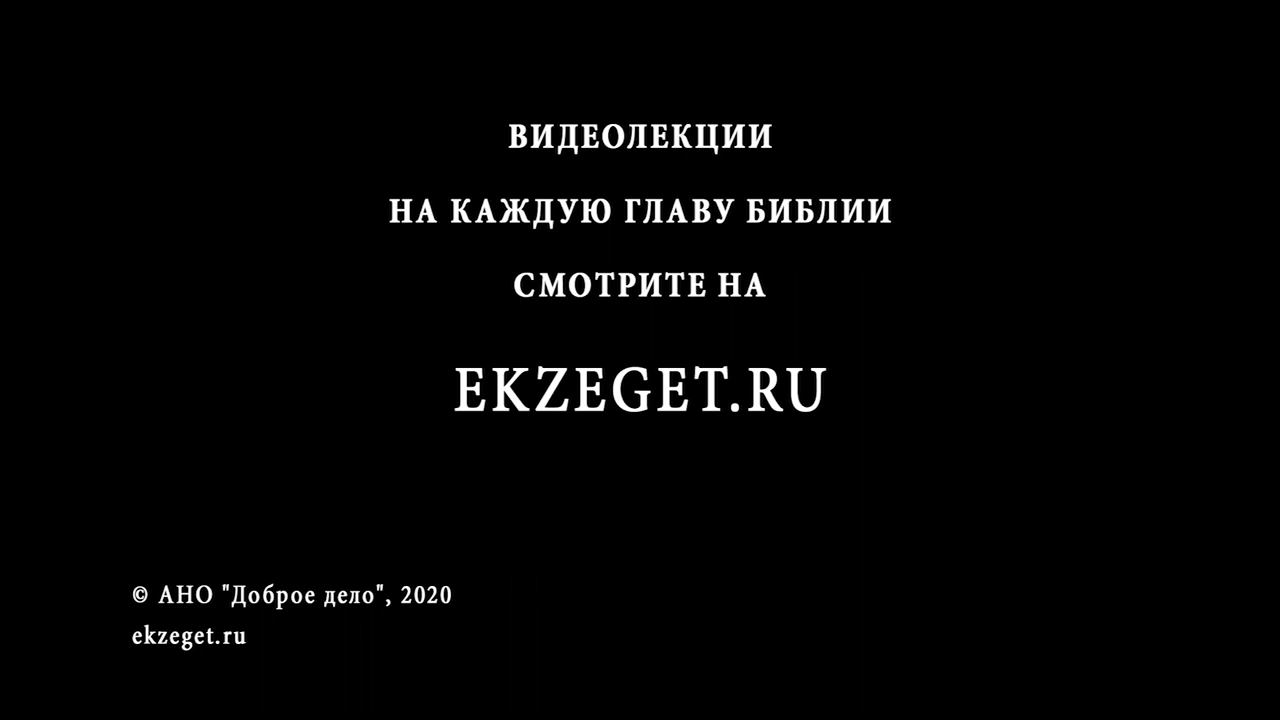 ВИДЕОЛЕКЦИИ
НА КАЖДУЮ ГЛАВУ БИБЛИИ
СМОТРИТЕ НА
EKZEGET.RU
© АНО "Доброе дело", 2020
ekzeget.ru